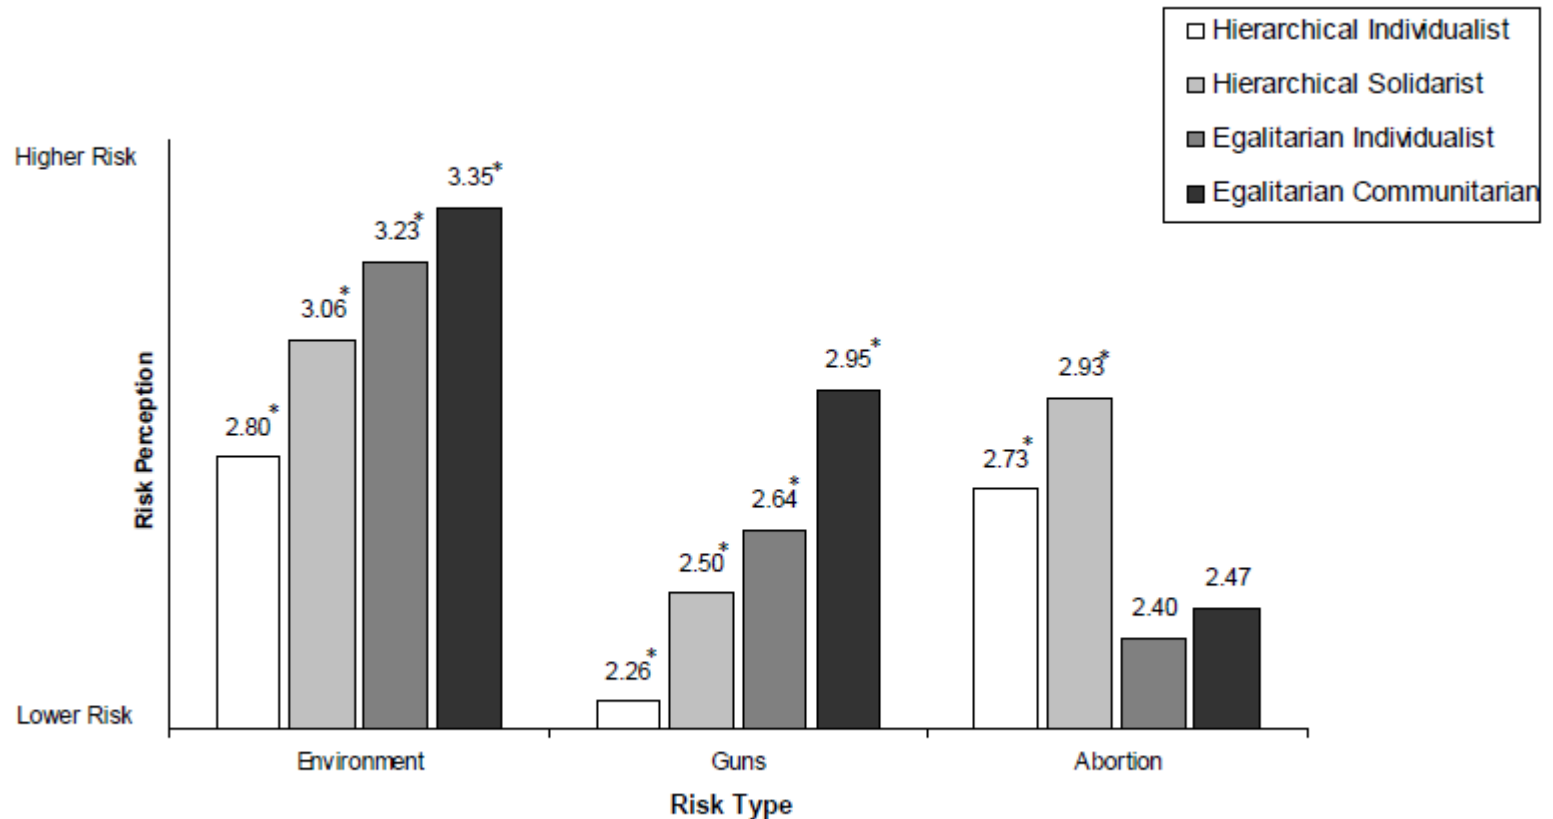 Hierarchical Individualist
Hierarchical Solidarist
Egalitarian Individualist
Egalitarian Communitarian
Higher Risk
Risk Perception
Lower Risk
2.80*
3.06*
3.23*
3.35*
2.26*
2.50*
2.64*
2.95*
2.73*
2.93*
2.40
2.47
Environment
Guns
Abortion
Risk Type